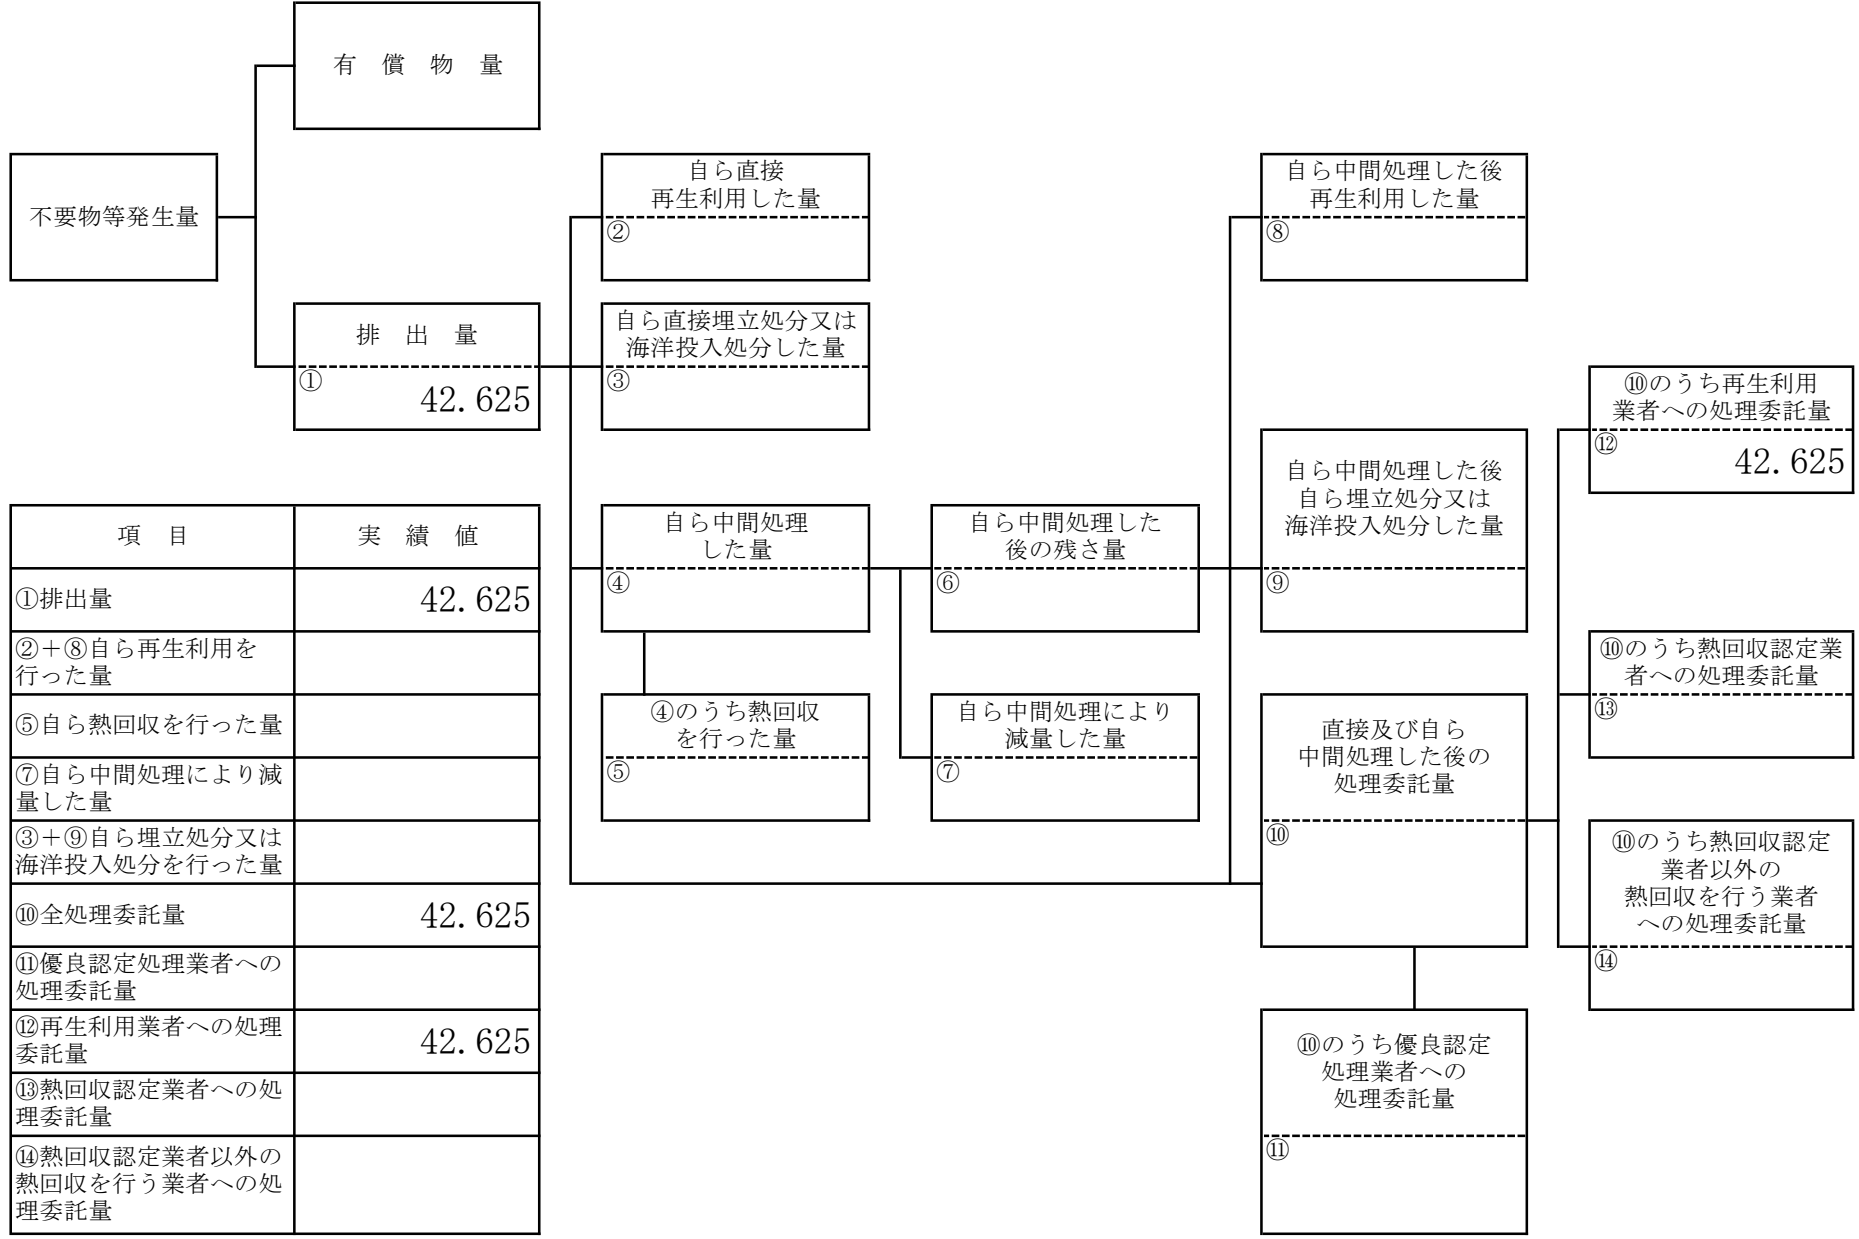 有 償 物 量
不要物等発生量
排 出 量
①
42.625
自ら直接
再生利用した量
②
自ら直接埋立処分又は
海洋投入処分した量
③
自ら中間処理
した量
④
④のうち熱回収
を行った量
⑤
自ら中間処理した
後の残さ量
⑥
自ら中間処理により
減量した量
⑦
自ら中間処理した後
再生利用した量
⑧
自ら中間処理した後
自ら埋立処分又は
海洋投入処分した量
⑨
直接及び自ら
中間処理した後の
処理委託量
⑩
⑩のうち優良認定
処理業者への
処理委託量
⑪
⑩のうち再生利用
業者への処理委託量
⑫
42.625
⑩のうち熱回収認定業
者への処理委託量
⑬
⑩のうち熱回収認定
業者以外の
熱回収を行う業者
への処理委託量
⑭
項 目
実 績 値
①排出量
42.625
②+⑧自ら再生利用を
行った量
⑤自ら熱回収を行った量
⑦自ら中間処理により減
量した量
③+⑨自ら埋立処分又は
海洋投入処分を行った量
⑩全処理委託量
42.625
⑪優良認定処理業者への
処理委託量
⑫再生利用業者への処理
委託量
42.625
⑬熱回収認定業者への処
理委託量
⑭熱回収認定業者以外の
熱回収を行う業者への処
理委託量